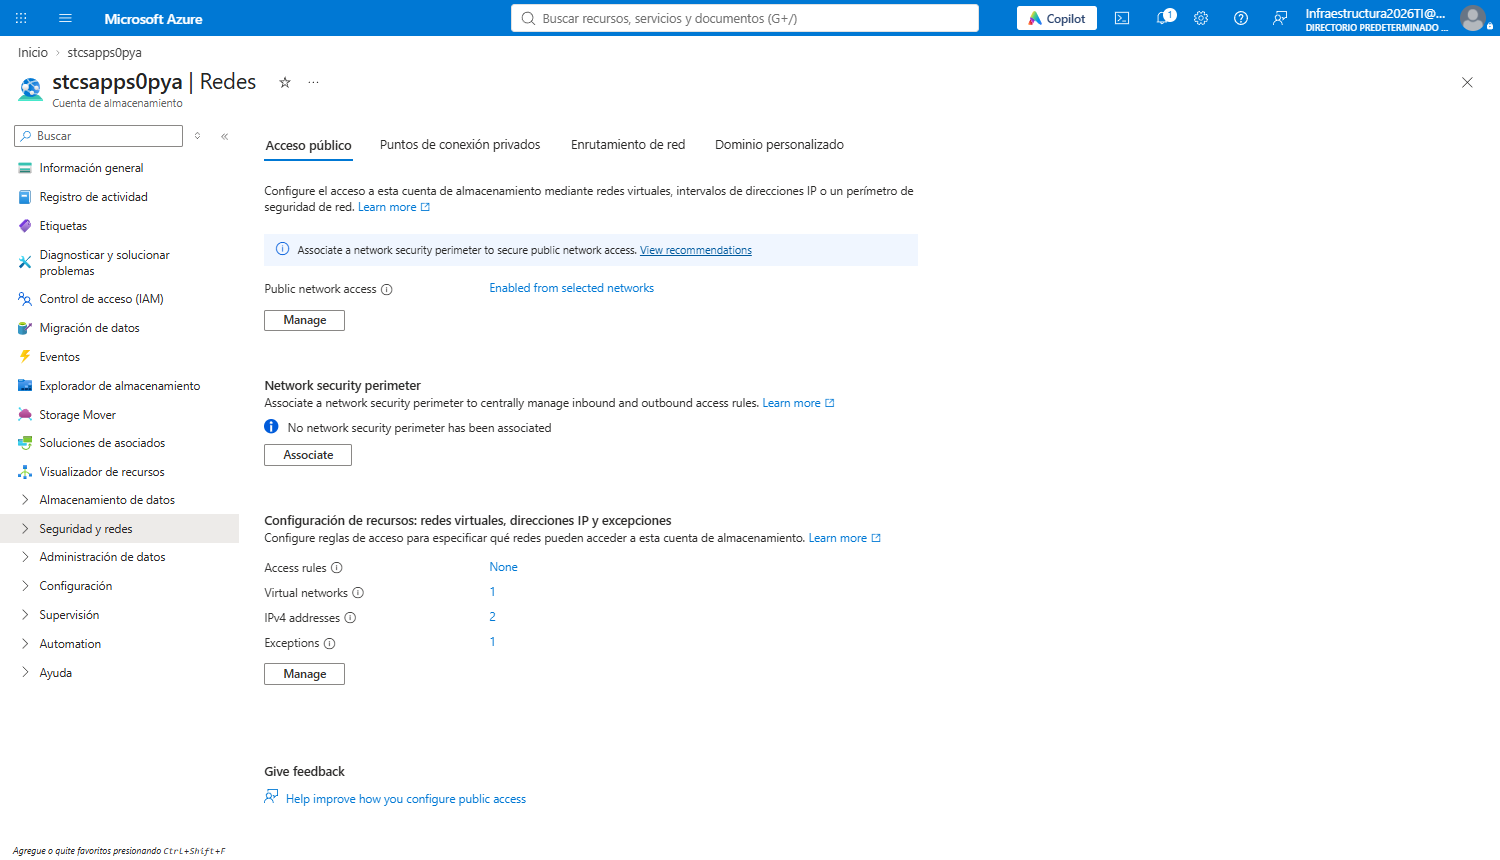 Microsoft Azure
Buscar recursos, servicios y documentos (G+/)
Copilot
1
Infraestructura2026TI@...
DIRECTORIO PREDETERMINADO ...
Inicio > stcsapps0pya
stcsapps0pya | Redes
Cuenta de almacenamiento
Buscar
Información general
Registro de actividad
Etiquetas
Diagnosticar y solucionar
problemas
Control de acceso (IAM)
Migración de datos
Eventos
Explorador de almacenamiento
Storage Mover
Soluciones de asociados
Visualizador de recursos
Almacenamiento de datos
Seguridad y redes
Administración de datos
Configuración
Supervisión
Automation
Ayuda
Agregue o quite favoritos presionando Ctrl+Shift+F
Acceso público
Puntos de conexión privados
Enrutamiento de red
Dominio personalizado
Configure el acceso a esta cuenta de almacenamiento mediante redes virtuales, intervalos de direcciones IP o un perímetro de
seguridad de red. Learn more
Associate a network security perimeter to secure public network access. View recommendations
Public network access
Enabled from selected networks
Manage
Network security perimeter
Associate a network security perimeter to centrally manage inbound and outbound access rules. Learn more
No network security perimeter has been associated
Associate
Configuración de recursos: redes virtuales, direcciones IP y excepciones
Configure reglas de acceso para especificar qué redes pueden acceder a esta cuenta de almacenamiento. Learn more
Access rules None
Virtual networks 1
IPv4 addresses 2
Exceptions 1
Manage
Give feedback
Help improve how you configure public access